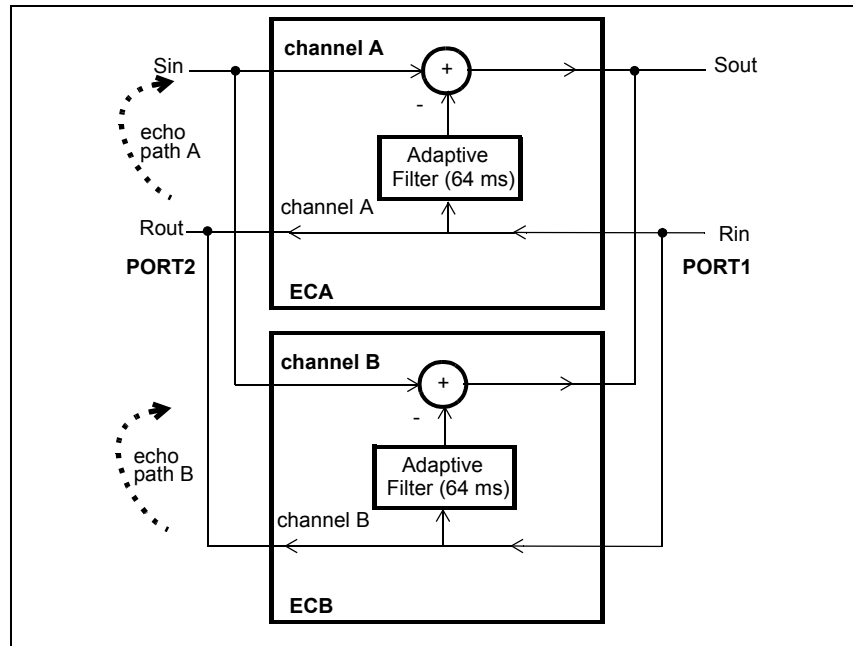 channel A
Sin
+
Sout
-
echo
path A
Adaptive
Filter (64 ms)
channel A
Rout
Rin
PORT2
PORT1
ECA
channel B
+
-
echo
path B
Adaptive
Filter (64 ms)
channel B
ECB